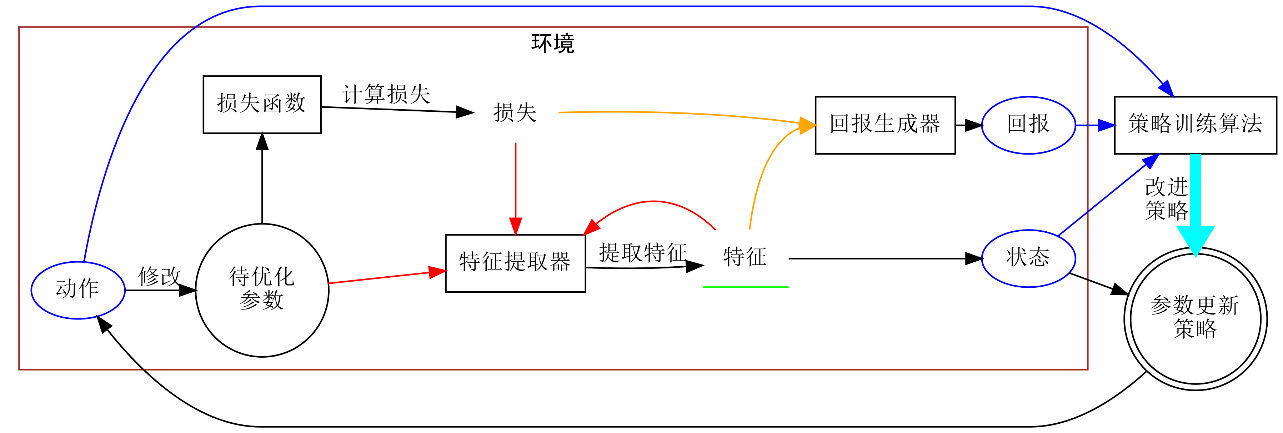 环境
损失函数
计算损失
损失
回报生成器
回报
策略训练算法
改进
策略
特征提取器
提取特征
特征
状态
动作
修改
待优化
参数
参数更新
策略